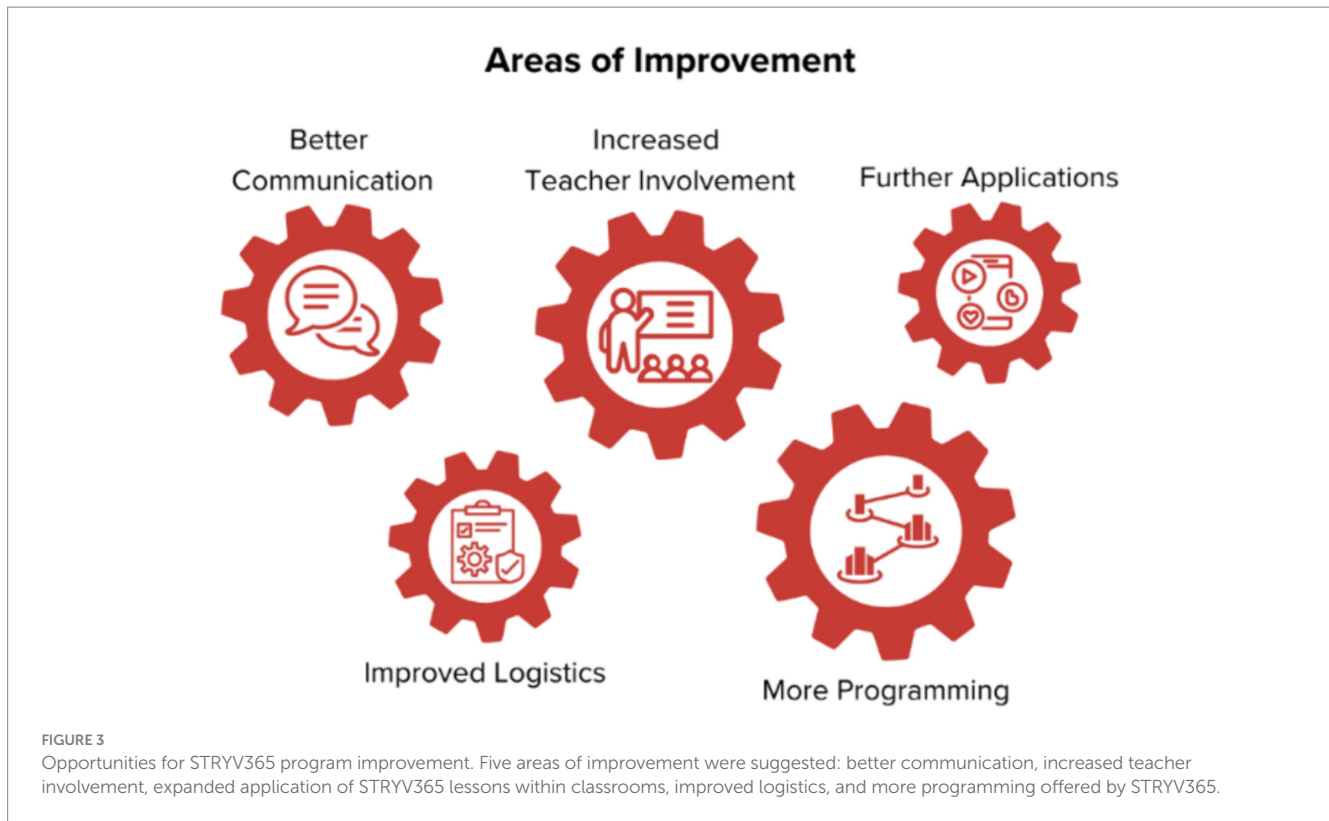 Areas of Improvement
Better
Communication
Increased
Teacher Involvement
Further Applications
Improved Logistics
More Programming
FIGURE 3
Opportunities for STRYV365 program improvement. Five areas of improvement were suggested: better communication, increased teacher
involvement, expanded application of STRYV365 lessons within classrooms, improved logistics, and more programming offered by STRYV365.